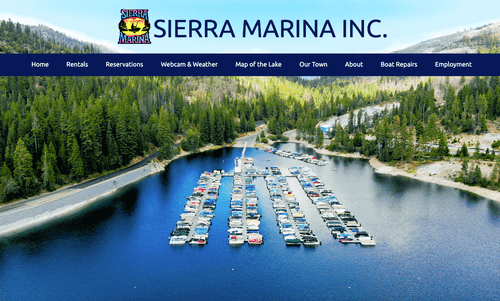 SIERRA
MARINA
SIERRA MARINA INC.
Home Rentals Reservations Webcam & Weather Map of the Lake Our Town About Boat Repairs Employment